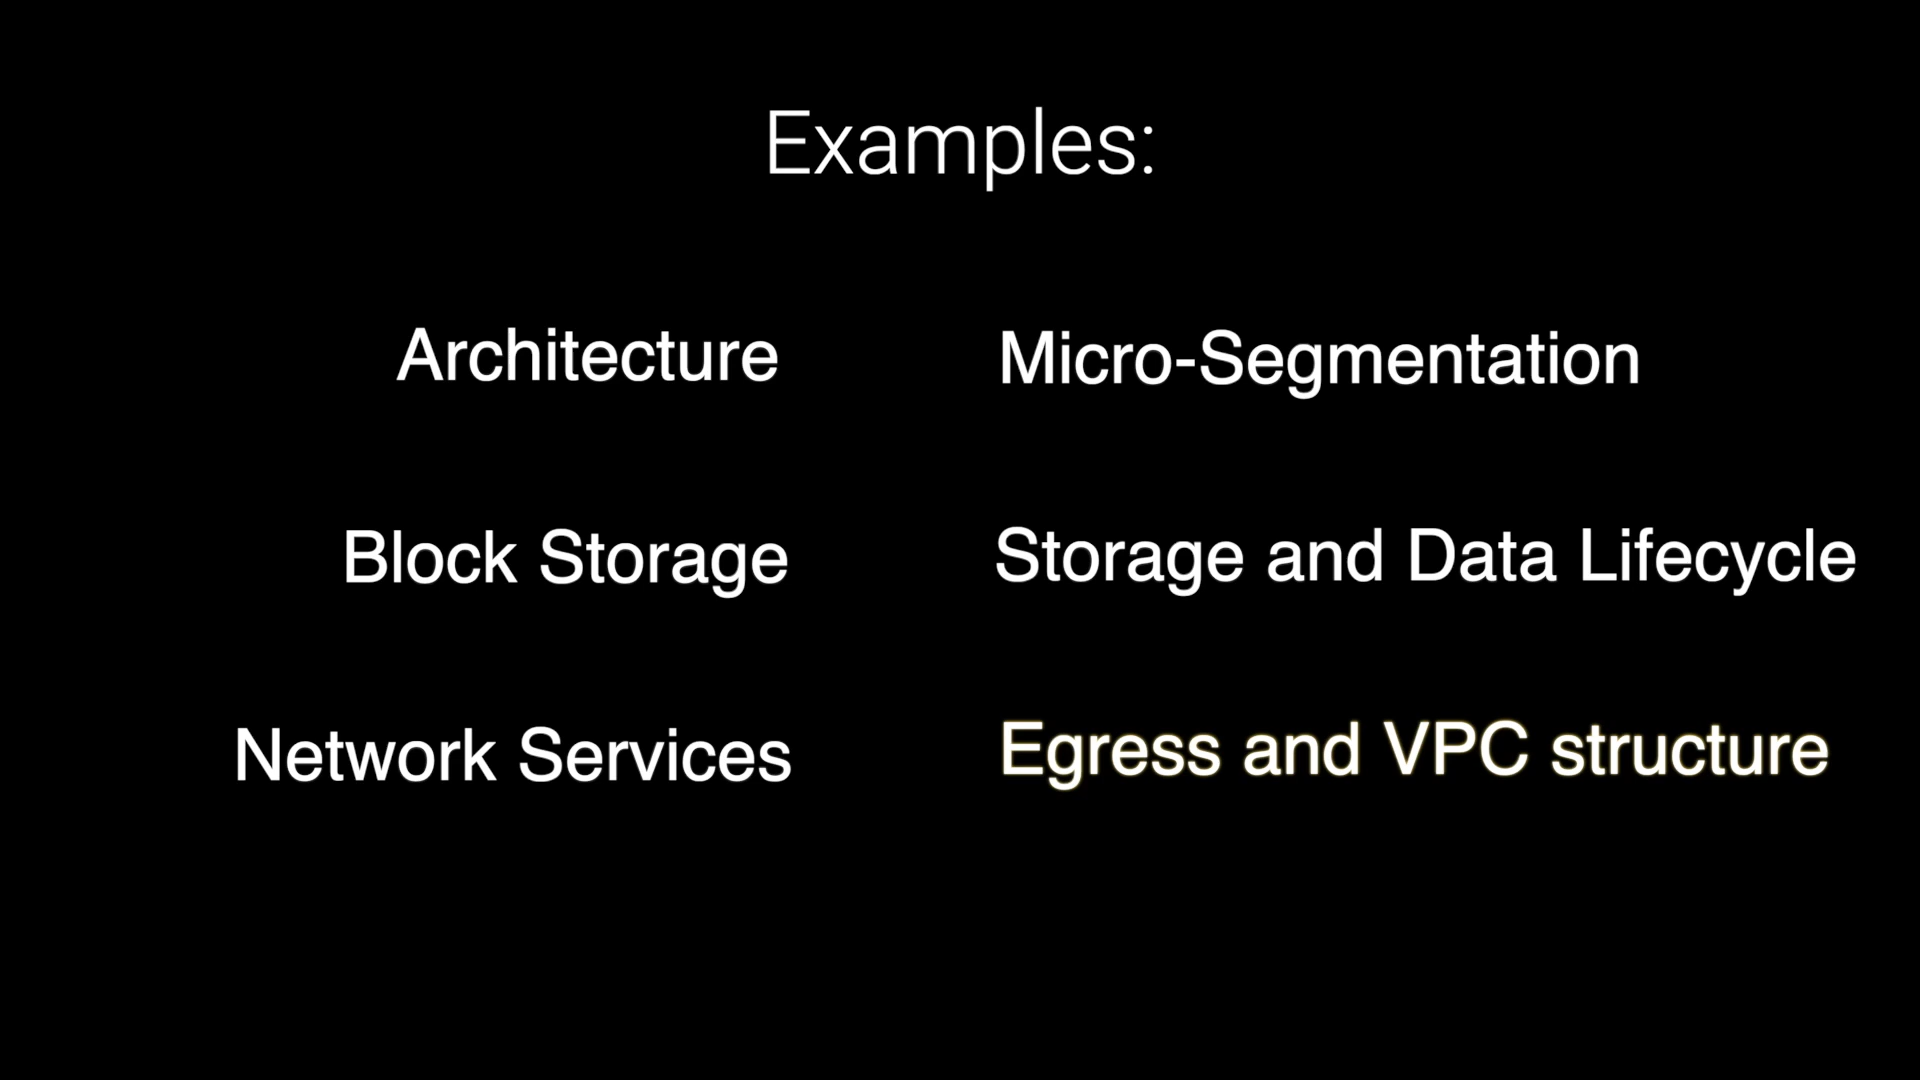 Examples:
Architecture
Micro-Segmentation
Block Storage
Storage and Data Lifecycle
Network Services
Egress and VPC structure